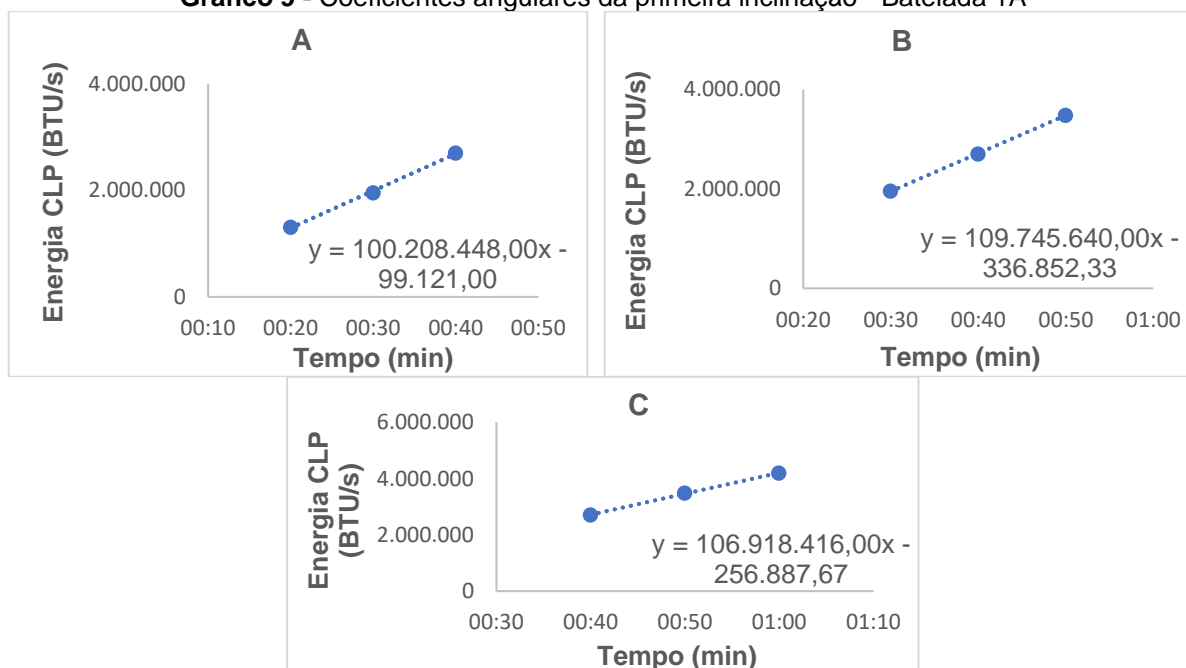 Gráfico 9 - Coeficientes angulares da primeira inclinação - Batelada 1A
A
4.000.000
2.000.000
0
Energia CLP (BTU/s)
y = 100.208.448,00x -
99.121,00
00:10 00:20 00:30 00:40 00:50
Tempo (min)
B
4.000.000
2.000.000
0
Energia CLP (BTU/s)
y = 109.745.640,00x -
336.852,33
00:20 00:30 00:40 00:50 01:00
Tempo (min)
C
6.000.000
4.000.000
2.000.000
0
Energia CLP
(BTU/s)
y = 106.918.416,00x -
256.887,67
00:30 00:40 00:50 01:00 01:10
Tempo (min)